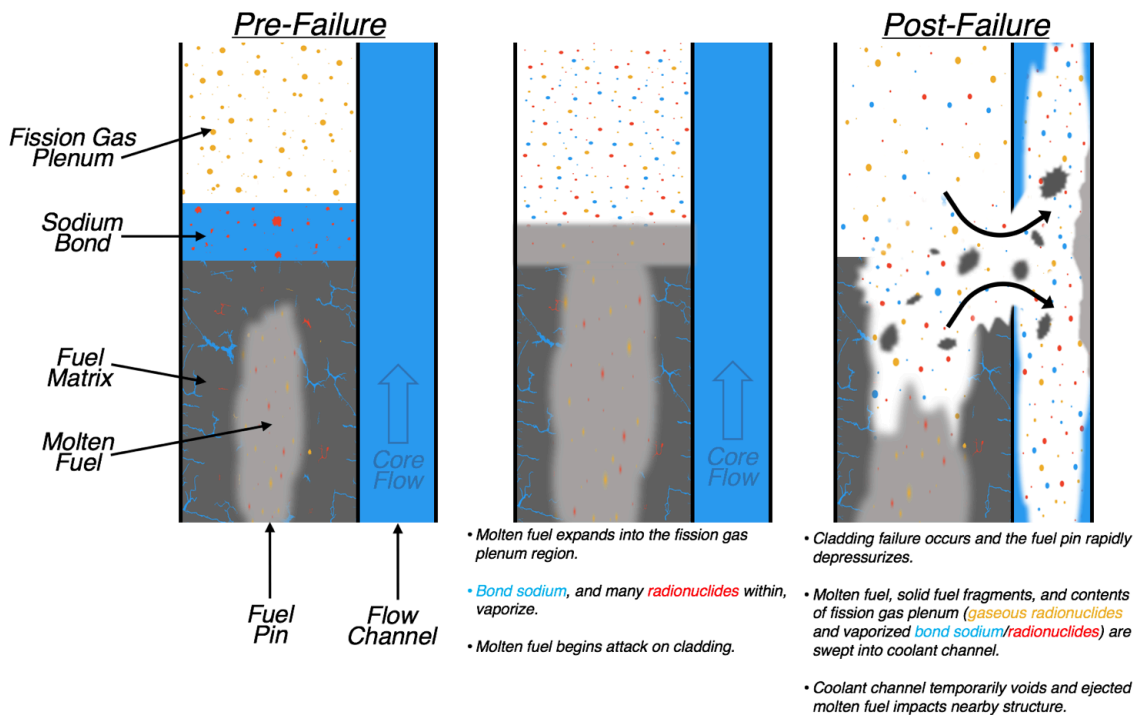 Pre-Failure
Post-Failure
Fission Gas
Plenum
Sodium
Bond
Fuel
Matrix
Molten
Fuel
Core
Flow
Core
Flow
Fuel
Pin
Flow
Channel
• Molten fuel expands into the fission gas
plenum region.
• Bond sodium, and many radionuclides within,
vaporize.
• Molten fuel begins attack on cladding.
• Cladding failure occurs and the fuel pin rapidly
depressurizes.
• Molten fuel, solid fuel fragments, and contents
of fission gas plenum (gaseous radionuclides
and vaporized bond sodium/radionuclides) are
swept into coolant channel.
• Coolant channel temporarily voids and ejected
molten fuel impacts nearby structure.